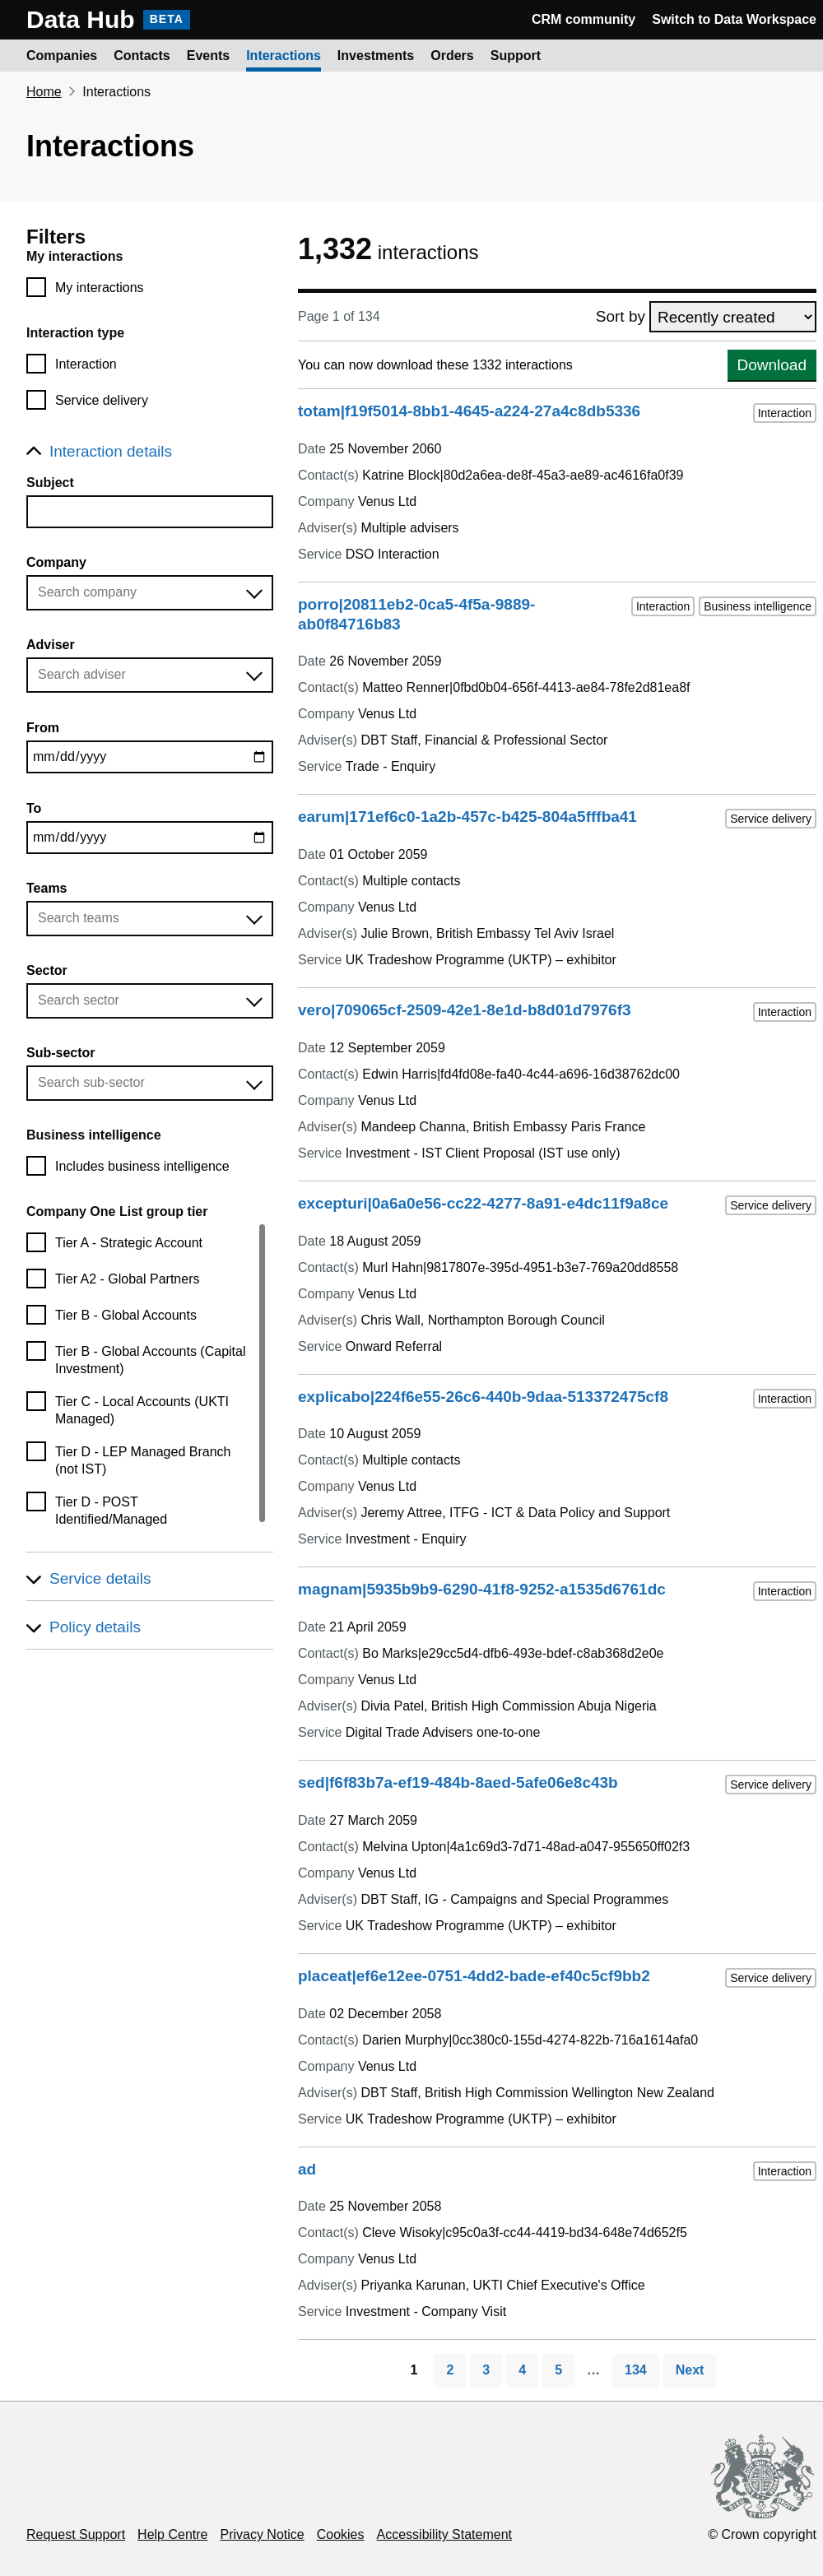 Data Hub BETA CRM community Switch to Data Workspace
Companies Contacts Events Interactions Investments Orders Support
Home Interactions
Interactions
Filters
My interactions
My interactions
Interaction type
Interaction
Service delivery
Interaction details
Subject
Company
Search company
Adviser
Search adviser
From
mm/dd/yyyy
To
mm/dd/yyyy
Teams
Search teams
Sector
Search sector
Sub-sector
Search sub-sector
Business intelligence
Includes business intelligence
Company One List group tier
Tier A - Strategic Account
Tier A2 - Global Partners
Tier B - Global Accounts
Tier B - Global Accounts (Capital
Investment)
Tier C - Local Accounts (UKTI
Managed)
Tier D - LEP Managed Branch
(not IST)
Tier D - POST
Identified/Managed
Service details
Policy details
1,332 interactions
Page 1 of 134 Sort by Recently created
You can now download these 1332 interactions Download
totam|f19f5014-8bb1-4645-a224-27a4c8db5336 Interaction
Date 25 November 2060
Contact(s) Katrine Block|80d2a6ea-de8f-45a3-ae89-ac4616fa0f39
Company Venus Ltd
Adviser(s) Multiple advisers
Service DSO Interaction
porro|20811eb2-0ca5-4f5a-9889- Interaction Business intelligence
ab0f84716b83
Date 26 November 2059
Contact(s) Matteo Renner|0fbd0b04-656f-4413-ae84-78fe2d81ea8f
Company Venus Ltd
Adviser(s) DBT Staff, Financial & Professional Sector
Service Trade - Enquiry
earum|171ef6c0-1a2b-457c-b425-804a5fffba41 Service delivery
Date 01 October 2059
Contact(s) Multiple contacts
Company Venus Ltd
Adviser(s) Julie Brown, British Embassy Tel Aviv Israel
Service UK Tradeshow Programme (UKTP) – exhibitor
vero|709065cf-2509-42e1-8e1d-b8d01d7976f3 Interaction
Date 12 September 2059
Contact(s) Edwin Harris|fd4fd08e-fa40-4c44-a696-16d38762dc00
Company Venus Ltd
Adviser(s) Mandeep Channa, British Embassy Paris France
Service Investment - IST Client Proposal (IST use only)
excepturi|0a6a0e56-cc22-4277-8a91-e4dc11f9a8ce Service delivery
Date 18 August 2059
Contact(s) Murl Hahn|9817807e-395d-4951-b3e7-769a20dd8558
Company Venus Ltd
Adviser(s) Chris Wall, Northampton Borough Council
Service Onward Referral
explicabo|224f6e55-26c6-440b-9daa-513372475cf8 Interaction
Date 10 August 2059
Contact(s) Multiple contacts
Company Venus Ltd
Adviser(s) Jeremy Attree, ITFG - ICT & Data Policy and Support
Service Investment - Enquiry
magnam|5935b9b9-6290-41f8-9252-a1535d6761dc Interaction
Date 21 April 2059
Contact(s) Bo Marks|e29cc5d4-dfb6-493e-bdef-c8ab368d2e0e
Company Venus Ltd
Adviser(s) Divia Patel, British High Commission Abuja Nigeria
Service Digital Trade Advisers one-to-one
sed|f6f83b7a-ef19-484b-8aed-5afe06e8c43b Service delivery
Date 27 March 2059
Contact(s) Melvina Upton|4a1c69d3-7d71-48ad-a047-955650ff02f3
Company Venus Ltd
Adviser(s) DBT Staff, IG - Campaigns and Special Programmes
Service UK Tradeshow Programme (UKTP) – exhibitor
placeat|ef6e12ee-0751-4dd2-bade-ef40c5cf9bb2 Service delivery
Date 02 December 2058
Contact(s) Darien Murphy|0cc380c0-155d-4274-822b-716a1614afa0
Company Venus Ltd
Adviser(s) DBT Staff, British High Commission Wellington New Zealand
Service UK Tradeshow Programme (UKTP) – exhibitor
ad Interaction
Date 25 November 2058
Contact(s) Cleve Wisoky|c95c0a3f-cc44-4419-bd34-648e74d652f5
Company Venus Ltd
Adviser(s) Priyanka Karunan, UKTI Chief Executive's Office
Service Investment - Company Visit
1 2 3 4 5 … 134 Next
Request Support Help Centre Privacy Notice Cookies Accessibility Statement © Crown copyright